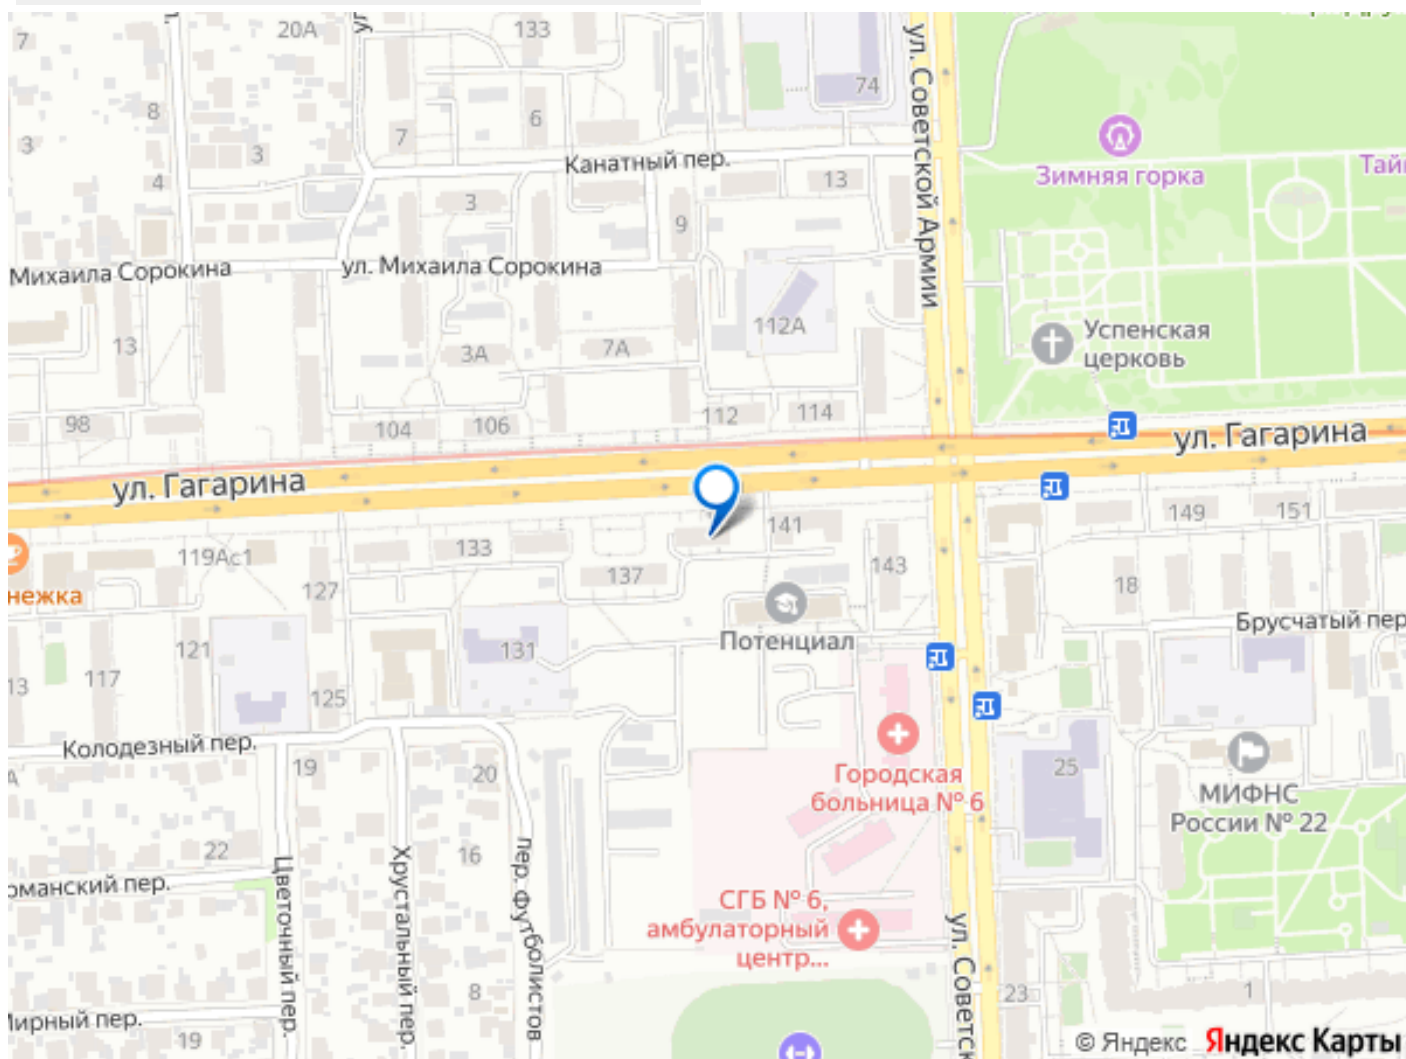 20А
133
7
ул. Советской Армии
74
8
6
7
3
3
Канатный пер.
4
13
3
9
Зимняя горка
Михаила Сорокина
ул. Михаила Сорокина
112А
13
3А
7А
Успенская
церковь
98
104
106
112
114
ул. Гагарина
ул. Гагарина
141
149
151
119Ас1
133
127
137
143
18
нежка
Потенциал
Брусчатый пер
121
131
13
117
125
Колодезный пер.
19
20
Городская
больница № 6
25
МИФНС
России № 22
22
16
Цветочный пер.
Хрустальный пер.
пер. Футболистов
СГБ № 6,
амбулаторный
центр...
ул. Советск
8
23
1
19
© Яндекс Яндекс Карты